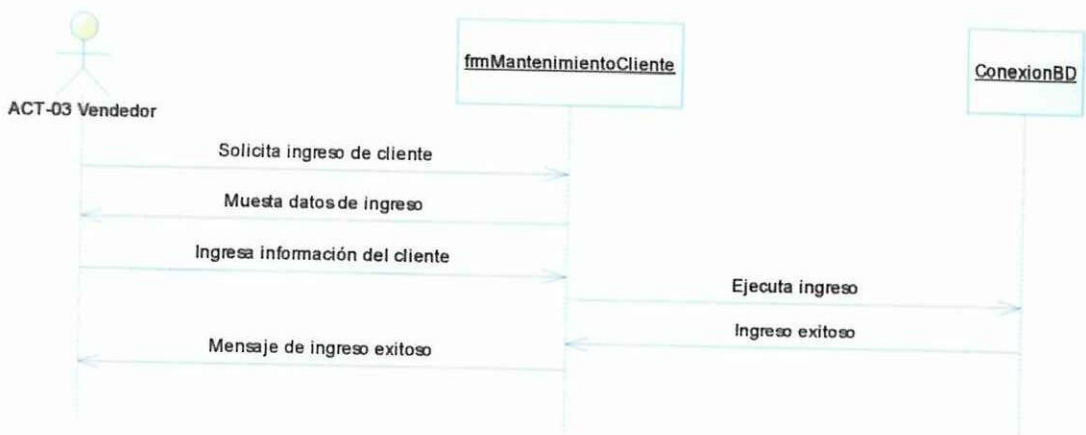 frmMantenimientoCliente
ConexionBD
ACT-03 Vendedor
Solicita ingreso de cliente
Muesta datos de ingreso
Ingresa información del cliente
Ejecuta ingreso
Ingreso exitoso
Mensaje de ingreso exitoso